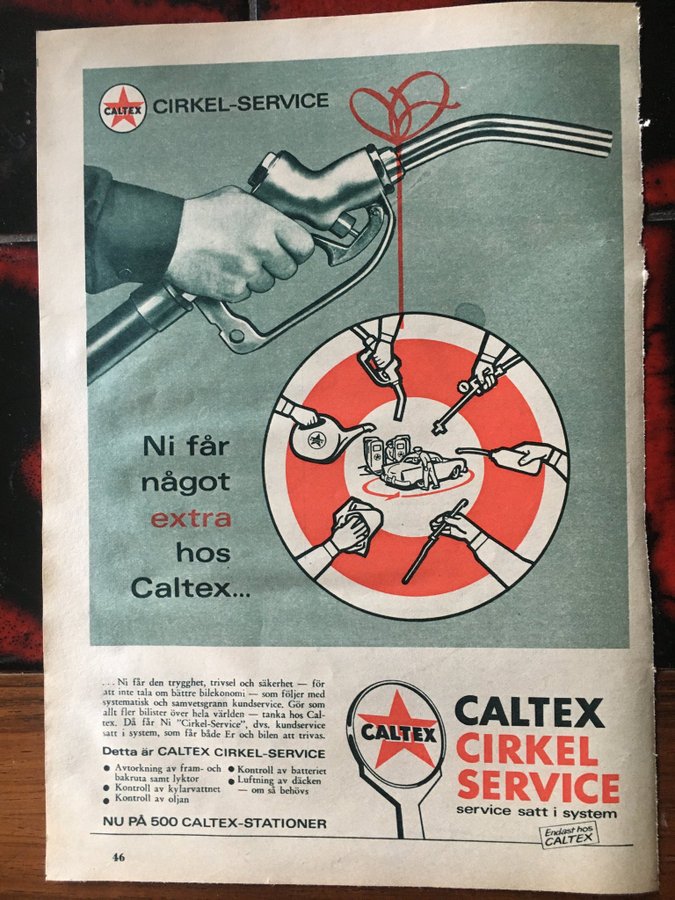 CALTEX CIRKEL-SERVICE
Ni får
något
extra
hos
Caltex...
... Ni får den trygghet, trivsel och säkerhet — för
att inte tala om bättre bilekonomi — som följer med
systematisk och samvetsgrann kundservice. Gör som
allt fler bilister över hela världen — tanka hos Cal-
tex. Då får Ni "Cirkel-Service", dvs. kundservice
satt i system, som får både Er och bilen att trivas.
Detta är CALTEX CIRKEL-SERVICE
● Avtorkning av fram- och
bakruta samt lyktor
● Kontroll av kylarvattnet
● Kontroll av oljan
● Kontroll av batteriet
● Luftning av däcken
— om så behövs
NU PÅ 500 CALTEX-STATIONER
CALTEX
CALTEX
CIRKEL
SERVICE
service satt i system
Endast hos
CALTEX
46